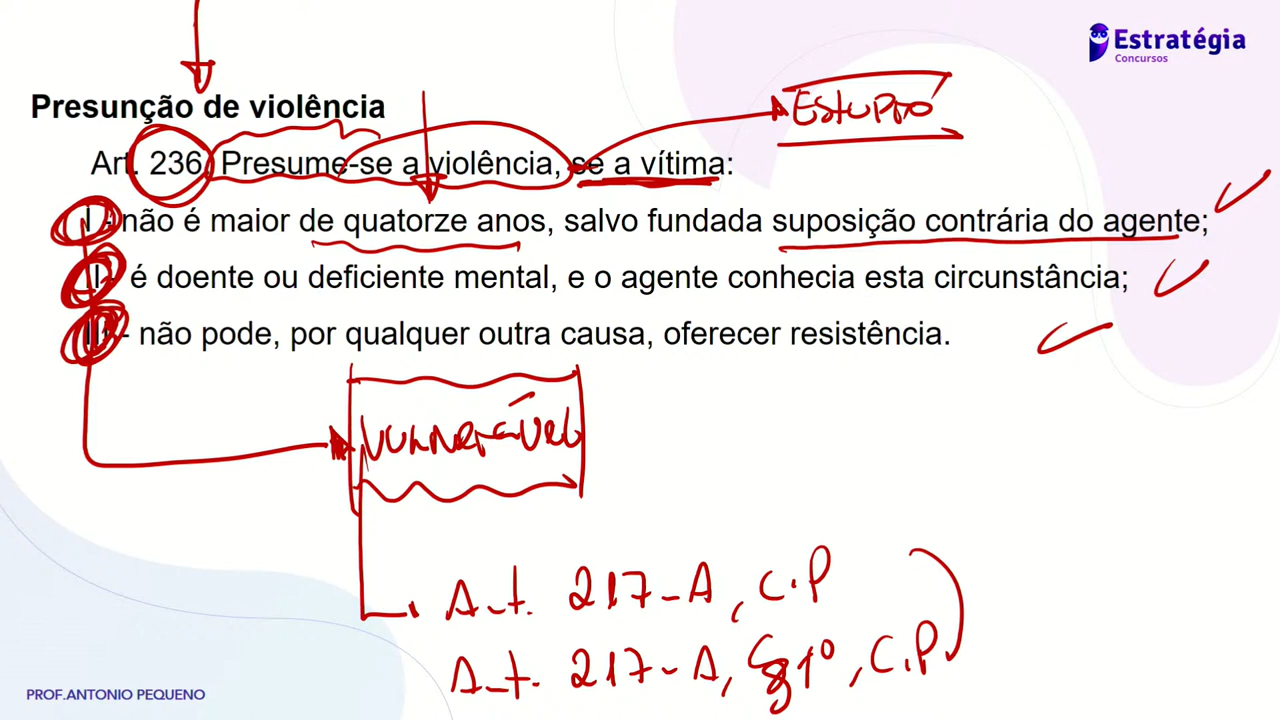 Estratégia
Concursos
Presunção de violência
ESTUPRO
Art. 236 Presume-se a violência, se a vítima:
I - não é maior de quatorze anos, salvo fundada suposição contrária do agente;
II - é doente ou deficiente mental, e o agente conhecia esta circunstância;
III - não pode, por qualquer outra causa, oferecer resistência.
VULNERÁVEL
Art. 217-A, C.P
Art. 217-A, § 1º, C.P
PROF.ANTONIO PEQUENO